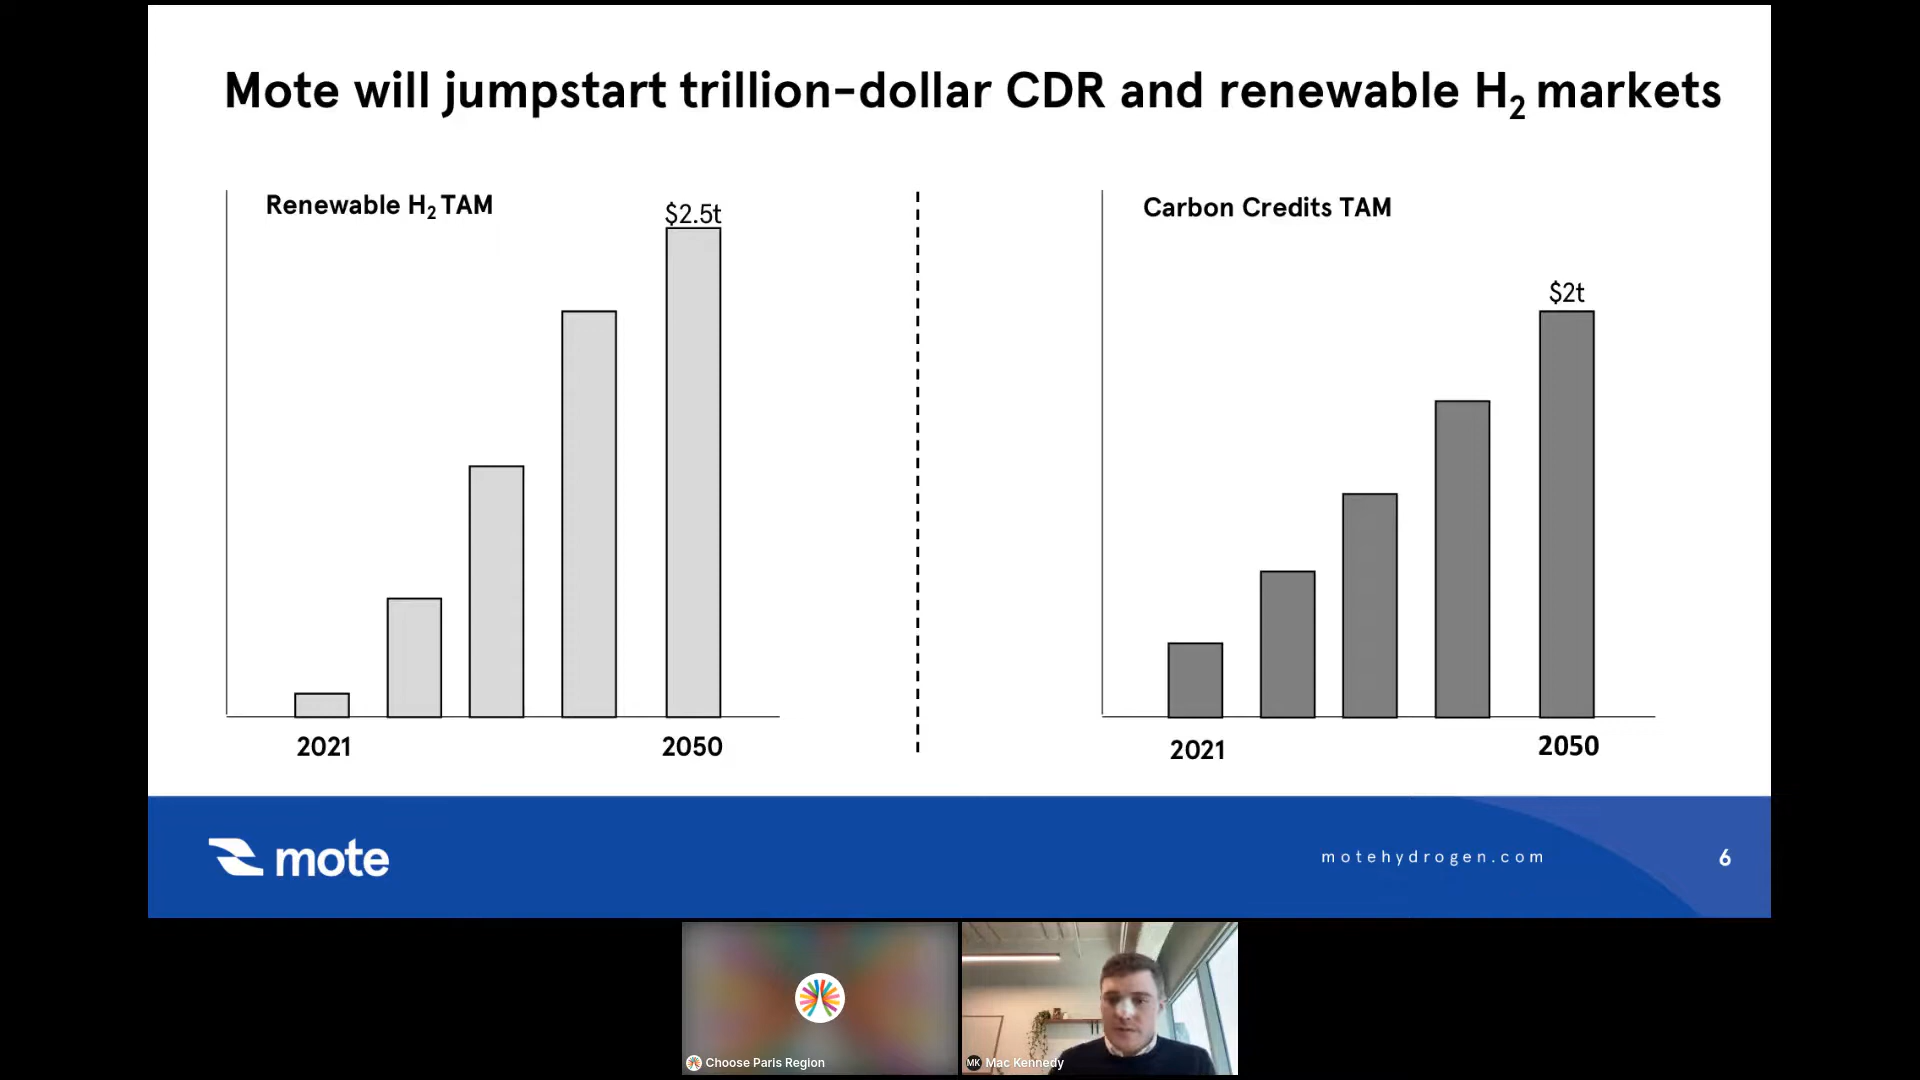 Mote will jumpstart trillion-dollar CDR and renewable H₂ markets
Renewable H₂ TAM
$2.5t
2021
2050
Carbon Credits TAM
$2t
2021
2050
mote
motehydrogen.com
6
Choose Paris Region
MK Mac Kennedy